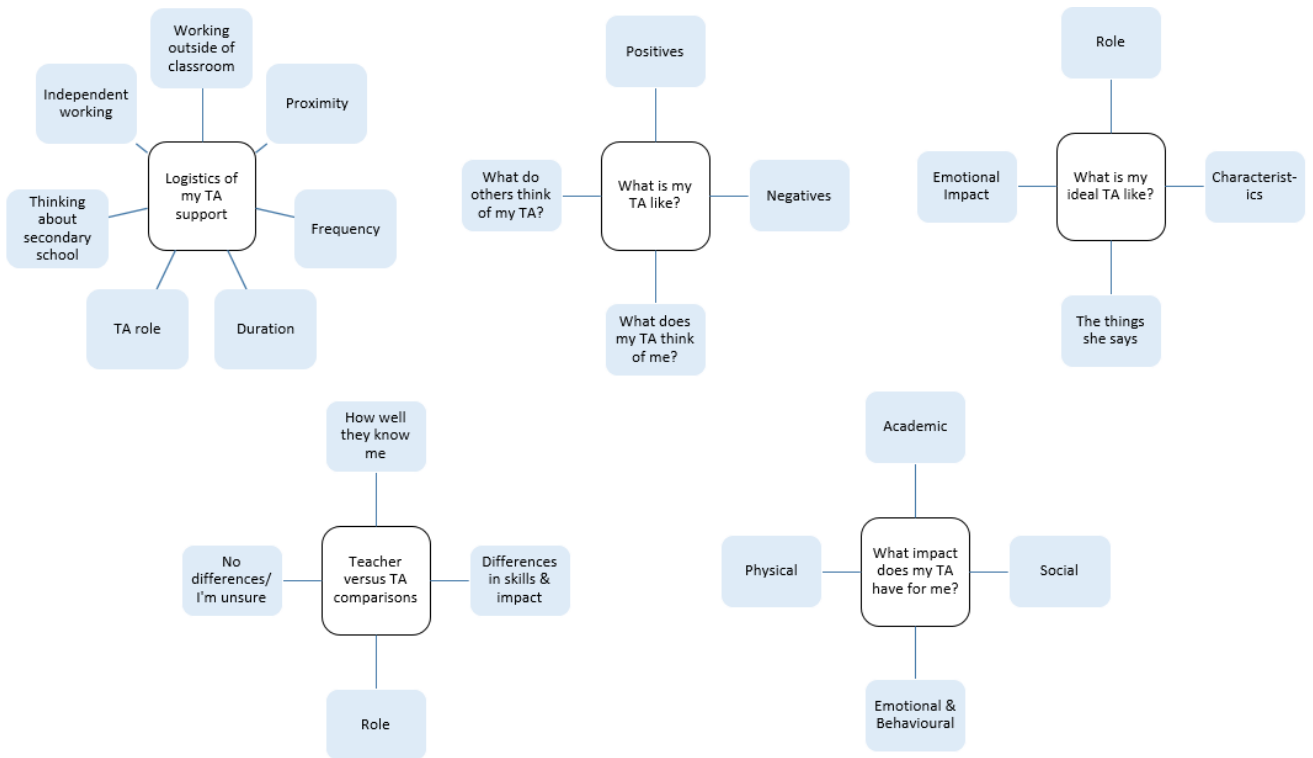 Working
outside of
classroom
Independent
working
Proximity
Logistics of
my TA
support
Thinking
about
secondary
school
Frequency
TA role
Duration
Positives
What do
others think
of my TA?
What is my
TA like?
Negatives
What does
my TA think
of me?
Role
Emotional
Impact
What is my
ideal TA like?
Characterist-
ics
The things
she says
How well
they know
me
No
differences/
I'm unsure
Teacher
versus TA
comparisons
Differences
in skills &
impact
Role
Academic
Physical
What impact
does my TA
have for me?
Social
Emotional &
Behavioural